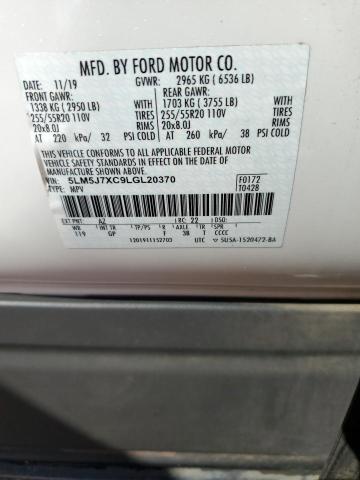 MFD. BY FORD MOTOR CO.
DATE: 11/19 GVWR: 2965 KG (6536 LB)
FRONT GAWR: REAR GAWR:
1338 KG (2950 LB) 1703 KG (3755 LB)
255/55R20 110V TIRES 255/55R20 110V TIRES
20x8.0J RIMS 20x8.0J RIMS
AT 220 kPa/ 32 PSI COLD AT 260 kPa/ 38 PSI COLD
THIS VEHICLE CONFORMS TO ALL APPLICABLE FEDERAL MOTOR
VEHICLE SAFETY STANDARDS IN EFFECT ON THE DATE OF
MANUFACTURE SHOWN ABOVE.
VIN: 5LM5J7XC9LGL20370 F0172
TYPE: MPV T0428
EXT PNT: AZ RC: 22 DSO:
WB INT TR TP/PS R AXLE TR SPR
119 GP F 38 T CCCC
1201911152703 UTC ▽ 5U5A-1520472-BA